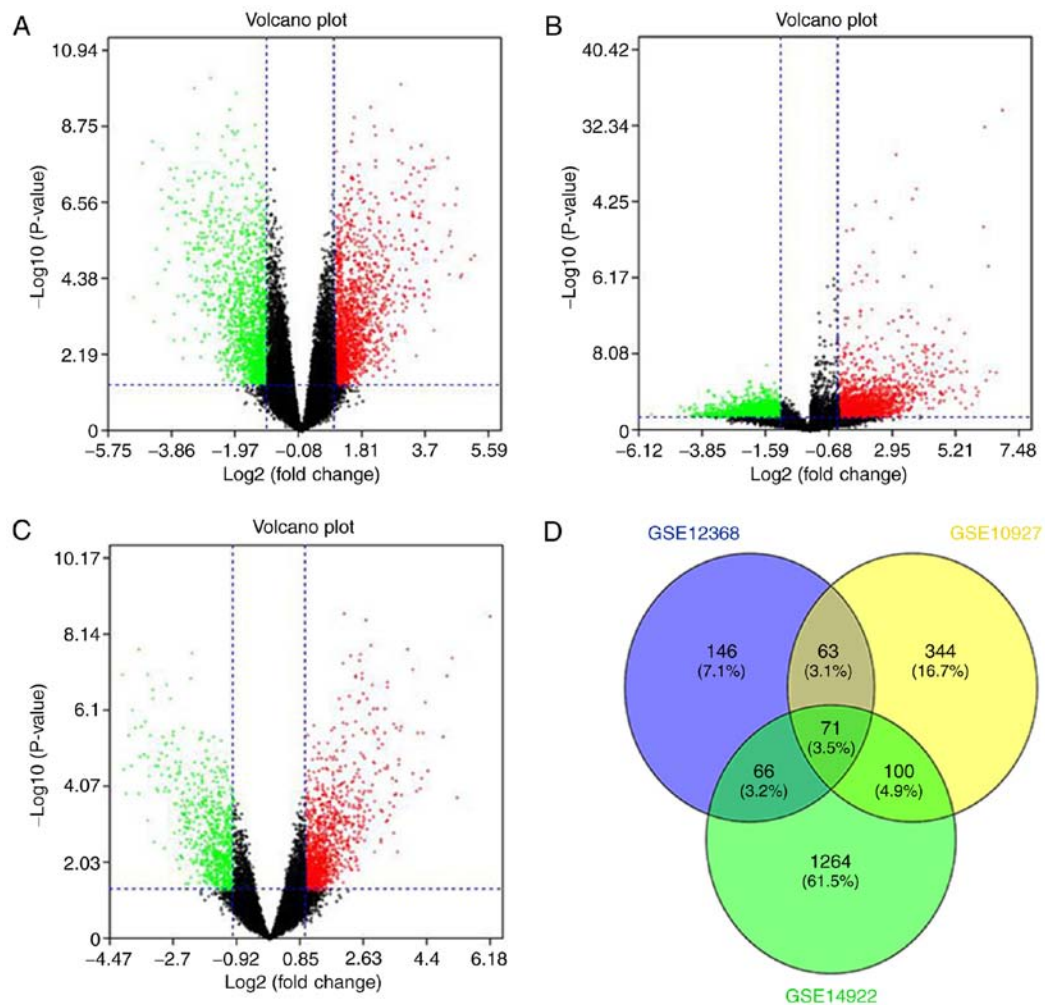 A
Volcano plot
10.94
8.75
6.56
4.38
2.19
0
−Log10 (P-value)
−5.75 −3.86 −1.97 −0.08 1.81 3.7 5.59
Log2 (fold change)
B
Volcano plot
40.42
32.34
4.25
6.17
8.08
0
−Log10 (P-value)
−6.12 −3.85 −1.59 −0.68 2.95 5.21 7.48
Log2 (fold change)
C
Volcano plot
10.17
8.14
6.1
4.07
2.03
0
−Log10 (P-value)
−4.47 −2.7 −0.92 0.85 2.63 4.4 6.18
Log2 (fold change)
D
GSE12368 GSE10927
146 63 344
(7.1%) (3.1%) (16.7%)
71
(3.5%)
66 100
(3.2%) (4.9%)
1264
(61.5%)
GSE14922